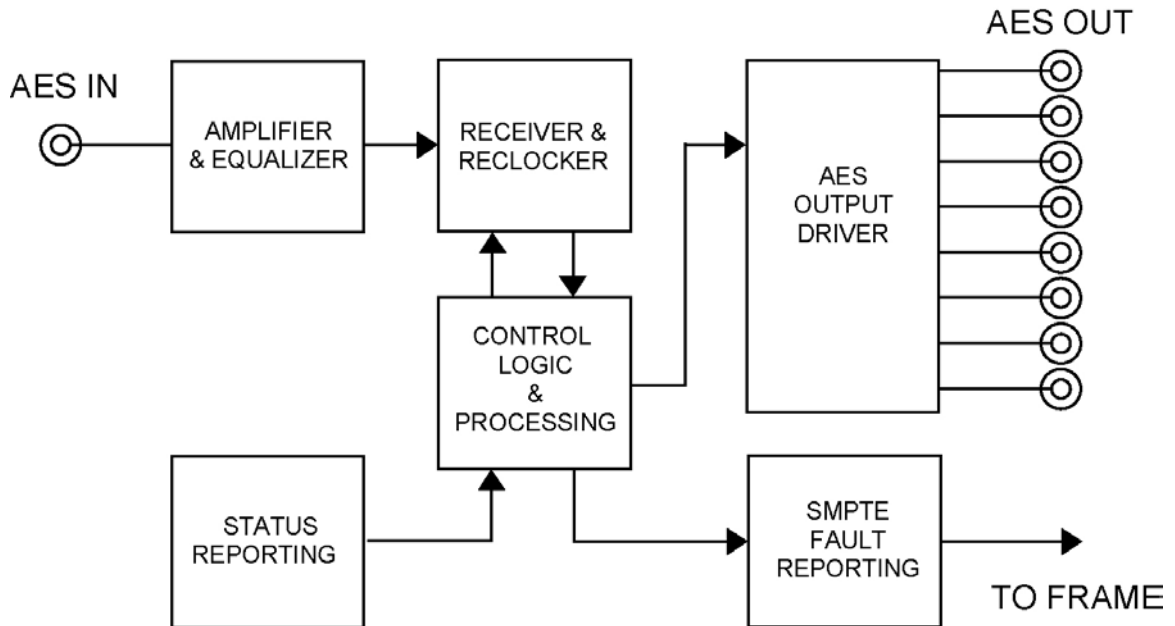 AES OUT
AES IN
AMPLIFIER
& EQUALIZER
RECEIVER &
RECLOCKER
AES
OUTPUT
DRIVER
CONTROL
LOGIC
&
PROCESSING
STATUS
REPORTING
SMPTE
FAULT
REPORTING
TO FRAME